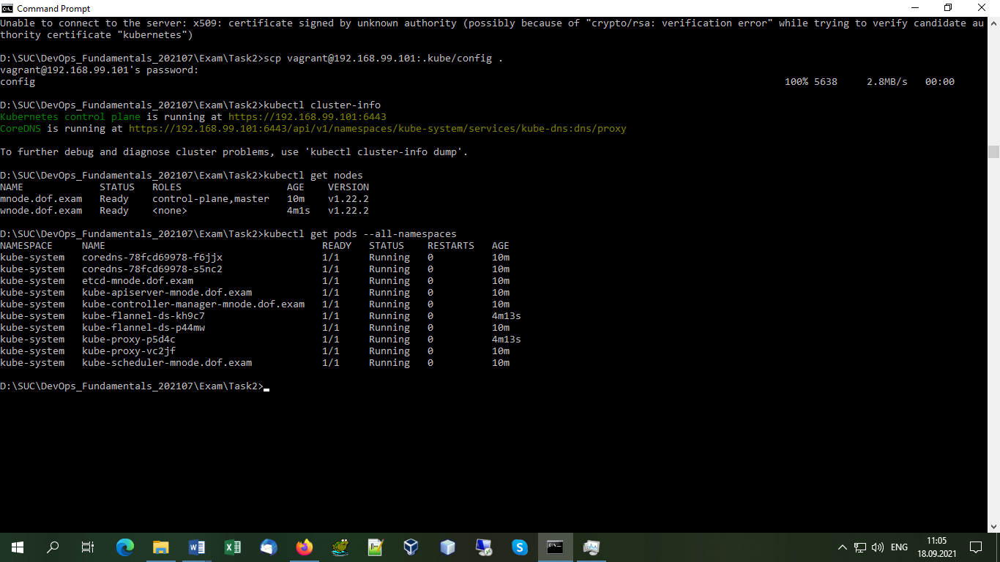 Command Prompt
Unable to connect to the server: x509: certificate signed by unknown authority (possibly because of "crypto/rsa: verification error" while trying to verify candidate au
thority certificate "kubernetes")
D:\SUC\DevOps_Fundamentals_202107\Exam\Task2>scp vagrant@192.168.99.101:.kube/config .
vagrant@192.168.99.101's password:
config 100% 5638 2.8MB/s 00:00
D:\SUC\DevOps_Fundamentals_202107\Exam\Task2>kubectl cluster-info
Kubernetes control plane is running at https://192.168.99.101:6443
CoreDNS is running at https://192.168.99.101:6443/api/v1/namespaces/kube-system/services/kube-dns:dns/proxy
To further debug and diagnose cluster problems, use 'kubectl cluster-info dump'.
D:\SUC\DevOps_Fundamentals_202107\Exam\Task2>kubectl get nodes
NAME STATUS ROLES AGE VERSION
mnode.dof.exam Ready control-plane,master 10m v1.22.2
wnode.dof.exam Ready <none> 4m1s v1.22.2
D:\SUC\DevOps_Fundamentals_202107\Exam\Task2>kubectl get pods --all-namespaces
NAMESPACE NAME READY STATUS RESTARTS AGE
kube-system coredns-78fcd69978-f6jjx 1/1 Running 0 10m
kube-system coredns-78fcd69978-s5nc2 1/1 Running 0 10m
kube-system etcd-mnode.dof.exam 1/1 Running 0 10m
kube-system kube-apiserver-mnode.dof.exam 1/1 Running 0 10m
kube-system kube-controller-manager-mnode.dof.exam 1/1 Running 0 10m
kube-system kube-flannel-ds-kh9c7 1/1 Running 0 4m13s
kube-system kube-flannel-ds-p44mw 1/1 Running 0 10m
kube-system kube-proxy-p5d4c 1/1 Running 0 4m13s
kube-system kube-proxy-vc2jf 1/1 Running 0 10m
kube-system kube-scheduler-mnode.dof.exam 1/1 Running 0 10m
D:\SUC\DevOps_Fundamentals_202107\Exam\Task2>
ENG
11:05
18.09.2021